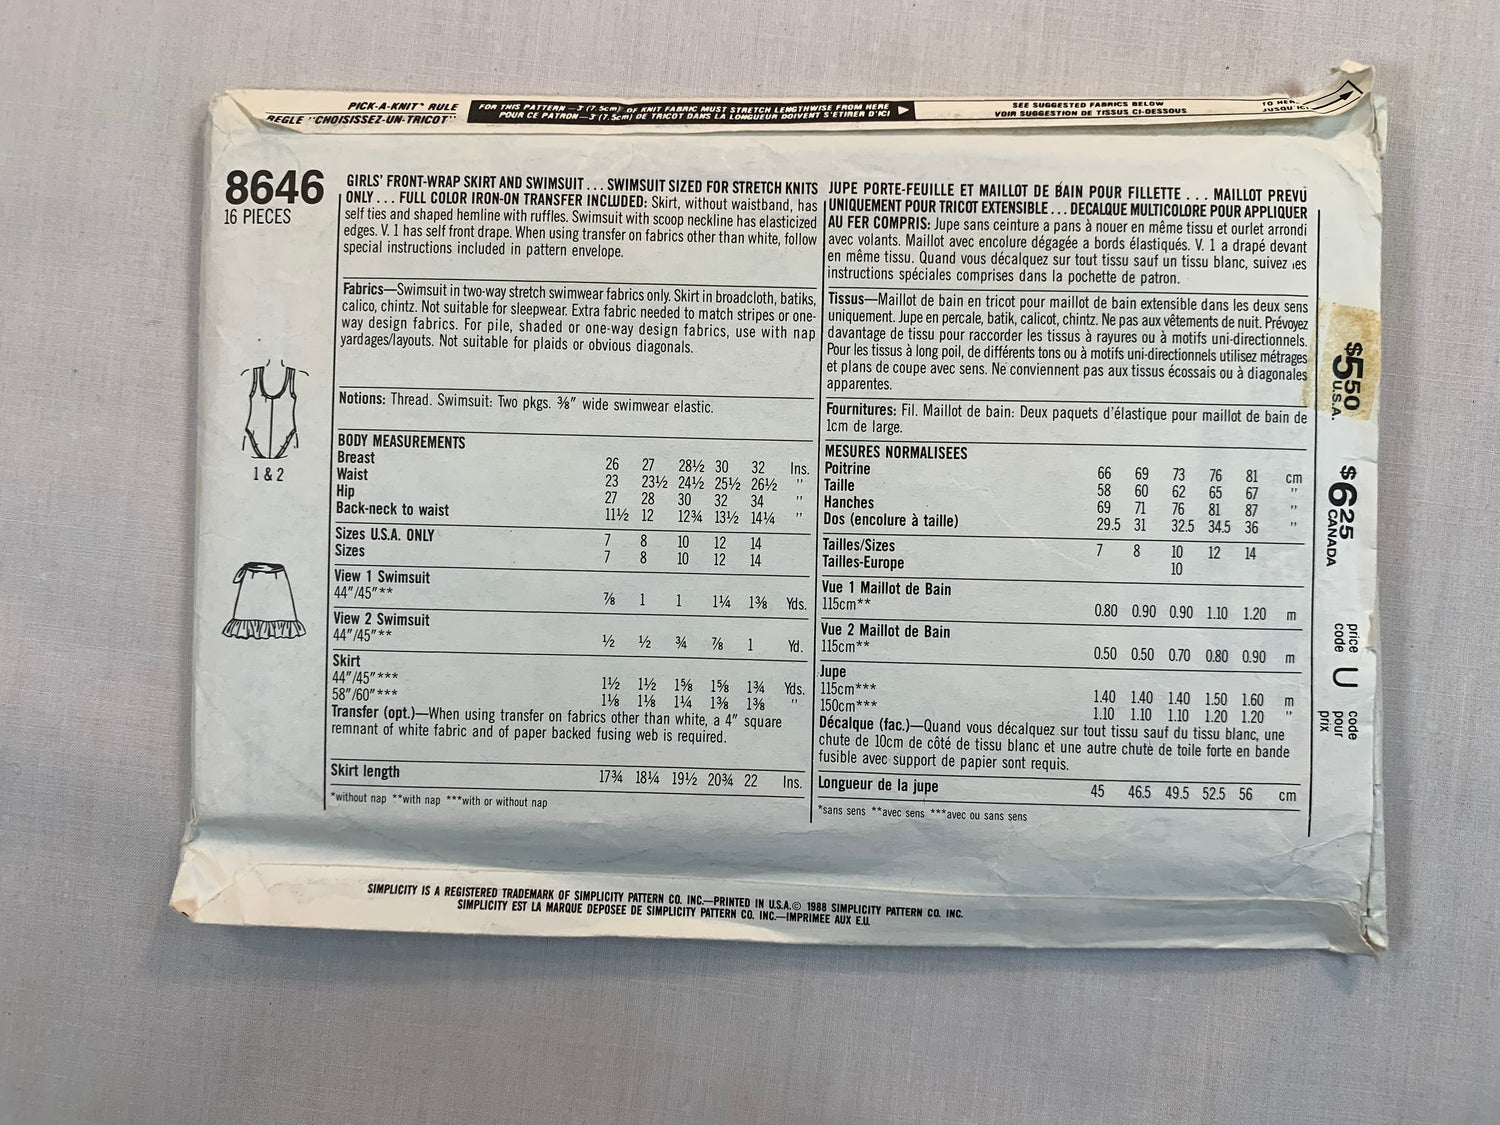 PICK-A-KNIT® RULE
REGLE "CHOISISSEZ-UN-TRICOT"
FOR THIS PATTERN — 3" (7.5cm) OF KNIT FABRIC MUST STRETCH LENGTHWISE FROM HERE
POUR CE PATRON — 3" (7.5cm) DE TRICOT DANS LA LONGUEUR DOIVENT S'ETIRER D'ICI
SEE SUGGESTED FABRICS BELOW
VOIR SUGGESTION DE TISSUS CI-DESSOUS
TO HER
JUSQU'ICI
8646
16 PIECES
GIRLS' FRONT-WRAP SKIRT AND SWIMSUIT . . . SWIMSUIT SIZED FOR STRETCH KNITS
ONLY . . . FULL COLOR IRON-ON TRANSFER INCLUDED: Skirt, without waistband, has
self ties and shaped hemline with ruffles. Swimsuit with scoop neckline has elasticized
edges. V. 1 has self front drape. When using transfer on fabrics other than white, follow
special instructions included in pattern envelope.
Fabrics—Swimsuit in two-way stretch swimwear fabrics only. Skirt in broadcloth, batiks,
calico, chintz. Not suitable for sleepwear. Extra fabric needed to match stripes or one-
way design fabrics. For pile, shaded or one-way design fabrics, use with nap
yardages/layouts. Not suitable for plaids or obvious diagonals.
Notions: Thread. Swimsuit: Two pkgs. ⅜" wide swimwear elastic.
BODY MEASUREMENTS
Breast 26 27 28½ 30 32 Ins.
Waist 23 23½ 24½ 25½ 26½ "
Hip 27 28 30 32 34 "
Back-neck to waist 11½ 12 12¾ 13½ 14¼ "
Sizes U.S.A. ONLY 7 8 10 12 14
Sizes 7 8 10 12 14
View 1 Swimsuit
44"/45"** ⅞ 1 1 1¼ 1⅜ Yds.
View 2 Swimsuit
44"/45"** ½ ½ ¾ ⅞ 1 Yd.
Skirt
44"/45"*** 1½ 1½ 1⅝ 1⅝ 1¾ Yds.
58"/60"*** 1⅛ 1⅛ 1¼ 1⅜ 1⅜ "
Transfer (opt.)—When using transfer on fabrics other than white, a 4" square
remnant of white fabric and of paper backed fusing web is required.
Skirt length 17¾ 18¼ 19½ 20¾ 22 Ins.
*without nap **with nap ***with or without nap
1 & 2
JUPE PORTE-FEUILLE ET MAILLOT DE BAIN POUR FILLETTE . . . MAILLOT PREVU
UNIQUEMENT POUR TRICOT EXTENSIBLE . . . DECALQUE MULTICOLORE POUR APPLIQUER
AU FER COMPRIS: Jupe sans ceinture a pans à nouer en même tissu et ourlet arrondi
avec volants. Maillot avec encolure dégagée a bords élastiqués. V. 1 a drapé devant
en même tissu. Quand vous décalquez sur tout tissu sauf un tissu blanc, suivez les
instructions spéciales comprises dans la pochette de patron.
Tissus—Maillot de bain en tricot pour maillot de bain extensible dans les deux sens
uniquement. Jupe en percale, batik, calicot, chintz. Ne pas aux vêtements de nuit. Prévoyez
davantage de tissu pour raccorder les tissus à rayures ou à motifs uni-directionnels.
Pour les tissus à long poil, de différents tons ou à motifs uni-directionnels utilisez métrages
et plans de coupe avec sens. Ne conviennent pas aux tissus écossais ou à diagonales
apparentes.
Fournitures: Fil. Maillot de bain: Deux paquets d'élastique pour maillot de bain de
1cm de large.
MESURES NORMALISEES
Poitrine 66 69 73 76 81 cm
Taille 58 60 62 65 67 "
Hanches 69 71 76 81 87 "
Dos (encolure à taille) 29.5 31 32.5 34.5 36 "
Tailles/Sizes 7 8 10 12 14
Tailles-Europe 10
Vue 1 Maillot de Bain
115cm** 0.80 0.90 0.90 1.10 1.20 m
Vue 2 Maillot de Bain
115cm** 0.50 0.50 0.70 0.80 0.90 m
Jupe
115cm*** 1.40 1.40 1.40 1.50 1.60 m
150cm*** 1.10 1.10 1.10 1.20 1.20 "
Décalque (fac.)—Quand vous décalquez sur tout tissu sauf du tissu blanc, une
chute de 10cm de côté de tissu blanc et une autre chute de toile forte en bande
fusible avec support de papier sont requis.
Longueur de la jupe 45 46.5 49.5 52.5 56 cm
*sans sens **avec sens ***avec ou sans sens
$5.50
U.S.A.
$6.25
CANADA
price
code
U
code
pour
prix
SIMPLICITY IS A REGISTERED TRADEMARK OF SIMPLICITY PATTERN CO. INC.—PRINTED IN U.S.A.© 1988 SIMPLICITY PATTERN CO. INC.
SIMPLICITY EST LA MARQUE DEPOSEE DE SIMPLICITY PATTERN CO. INC.—IMPRIMEE AUX E.U.